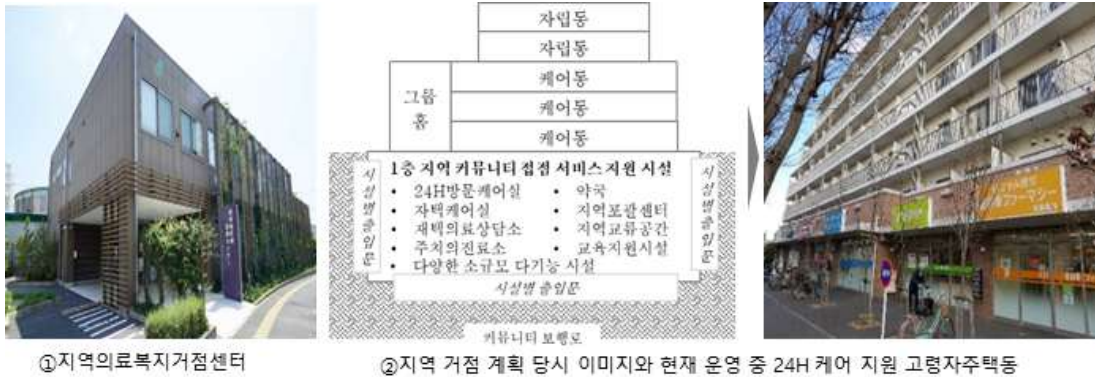 자립동
자립동
케어동
그룹
홈
케어동
케어동
1층 지역 커뮤니티 접점 서비스 지원 시설
• 24H방문케어실
• 자택케어실
• 재택의료상담소
• 주치의진료소
• 다양한 소규모 다기능 시설
• 약국
• 지역포괄센터
• 지역교류공간
• 교육지원시설
시설별출입문
시설별출입문
시설별 출입문
커뮤니티 보행로
①지역의료복지거점센터
②지역 거점 계획 당시 이미지와 현재 운영 중 24H 케어 지원 고령자주택동